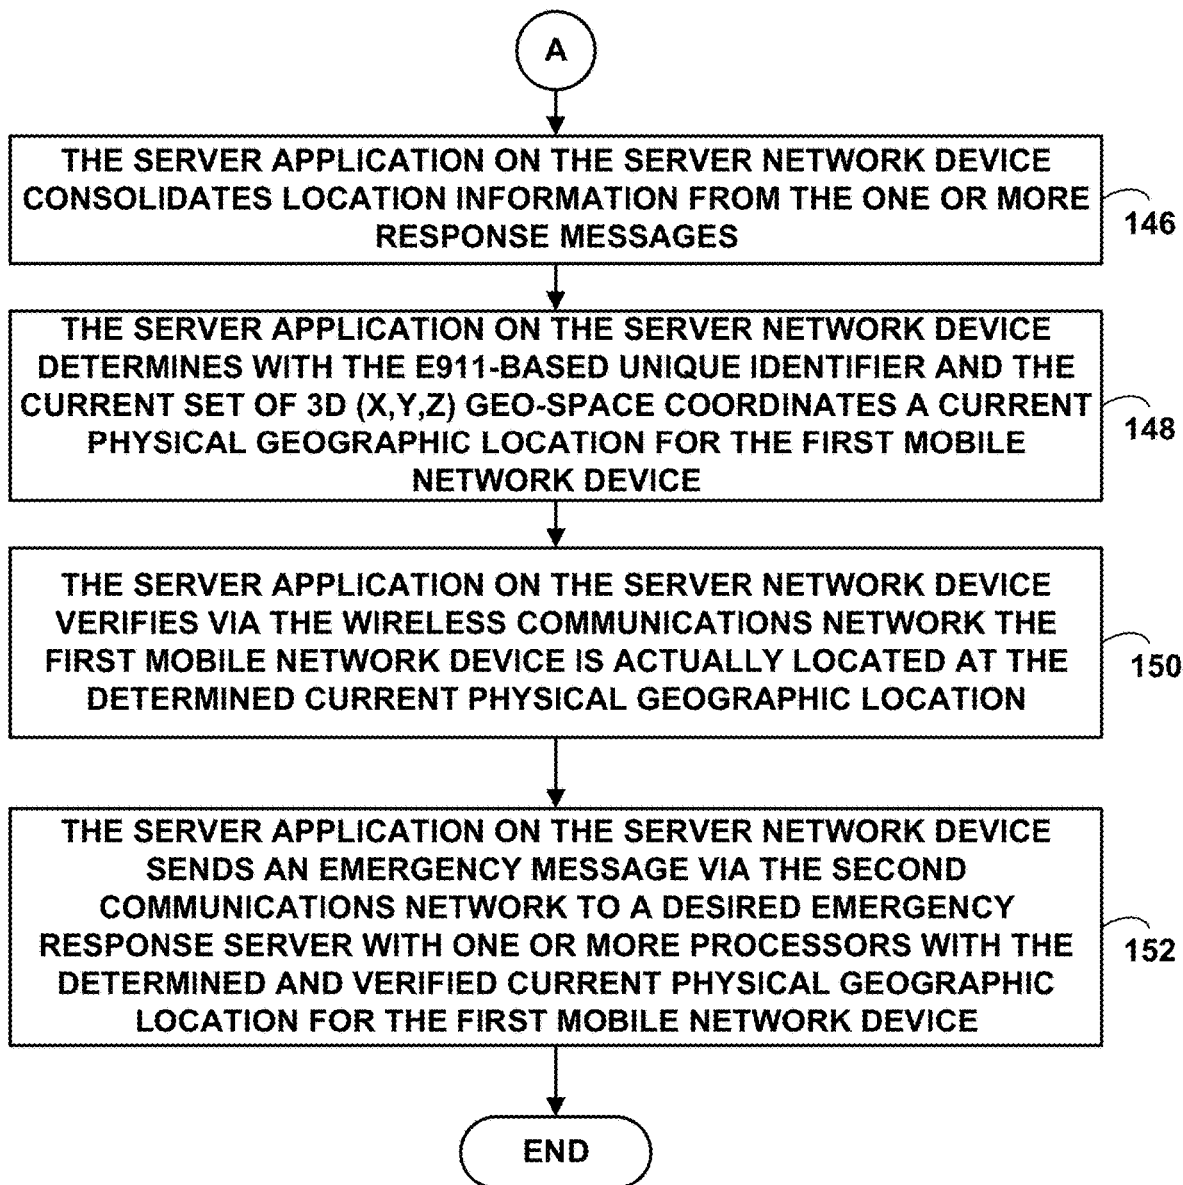 A
THE SERVER APPLICATION ON THE SERVER NETWORK DEVICE
CONSOLIDATES LOCATION INFORMATION FROM THE ONE OR MORE
RESPONSE MESSAGES
146
THE SERVER APPLICATION ON THE SERVER NETWORK DEVICE
DETERMINES WITH THE E911-BASED UNIQUE IDENTIFIER AND THE
CURRENT SET OF 3D (X,Y,Z) GEO-SPACE COORDINATES A CURRENT
PHYSICAL GEOGRAPHIC LOCATION FOR THE FIRST MOBILE
NETWORK DEVICE
148
THE SERVER APPLICATION ON THE SERVER NETWORK DEVICE
VERIFIES VIA THE WIRELESS COMMUNICATIONS NETWORK THE
FIRST MOBILE NETWORK DEVICE IS ACTUALLY LOCATED AT THE
DETERMINED CURRENT PHYSICAL GEOGRAPHIC LOCATION
150
THE SERVER APPLICATION ON THE SERVER NETWORK DEVICE
SENDS AN EMERGENCY MESSAGE VIA THE SECOND
COMMUNICATIONS NETWORK TO A DESIRED EMERGENCY
RESPONSE SERVER WITH ONE OR MORE PROCESSORS WITH THE
DETERMINED AND VERIFIED CURRENT PHYSICAL GEOGRAPHIC
LOCATION FOR THE FIRST MOBILE NETWORK DEVICE
152
END